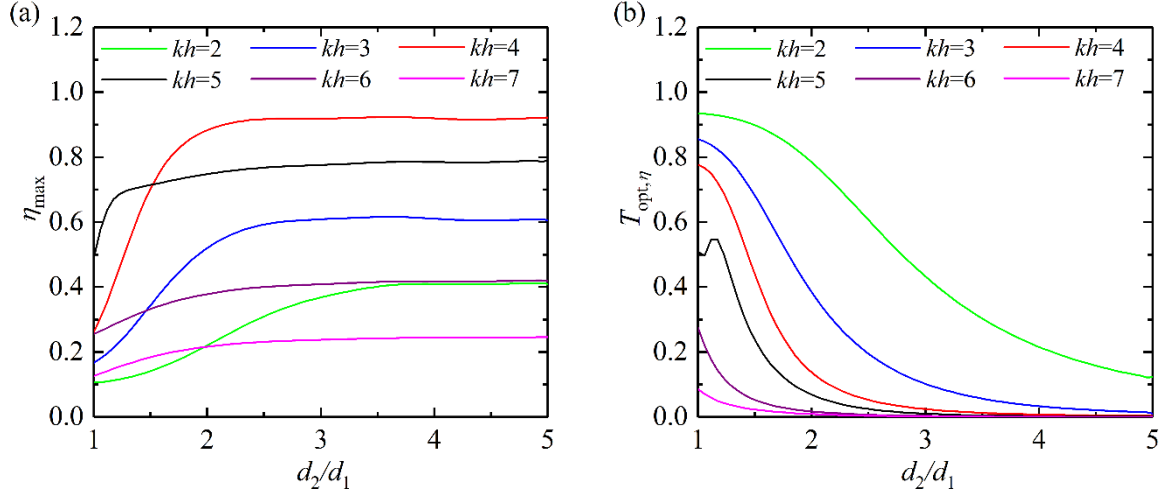 (a)
1.2
1.0
0.8
0.6
0.4
0.2
0.0
η_max
kh=2 kh=3 kh=4
kh=5 kh=6 kh=7
1 2 3 4 5
d₂/d₁
(b)
1.2
1.0
0.8
0.6
0.4
0.2
0.0
T_opt,η
kh=2 kh=3 kh=4
kh=5 kh=6 kh=7
1 2 3 4 5
d₂/d₁